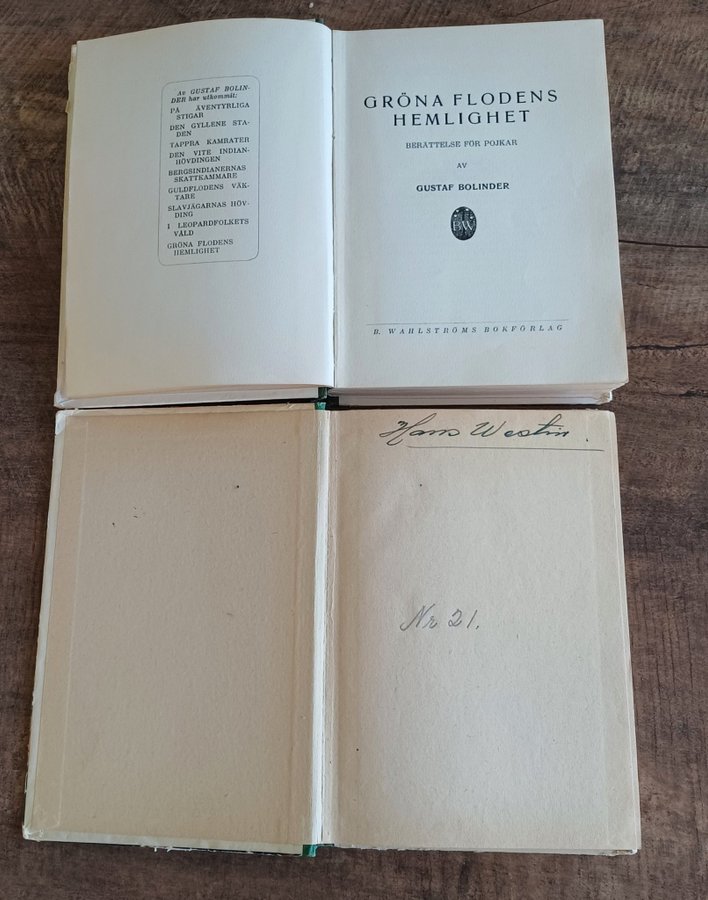 Av GUSTAF BOLIN-
DER har utkommit:
PÅ ÄVENTYRLIGA
STIGAR
DEN GYLLENE STA-
DEN
TAPPRA KAMRATER
DEN VITE INDIAN-
HÖVDINGEN
BERGSINDIANERNAS
SKATTKAMMARE
GULDFLODENS VÄK-
TARE
SLAVJÄGARNAS HÖV-
DING
I LEOPARDFOLKETS
VÅLD
GRÖNA FLODENS
HEMLIGHET
GRÖNA FLODENS
HEMLIGHET
BERÄTTELSE FÖR POJKAR
AV
GUSTAF BOLINDER
BW
B. WAHLSTRÖMS BOKFÖRLAG
Hans Westin.
Nr 21.